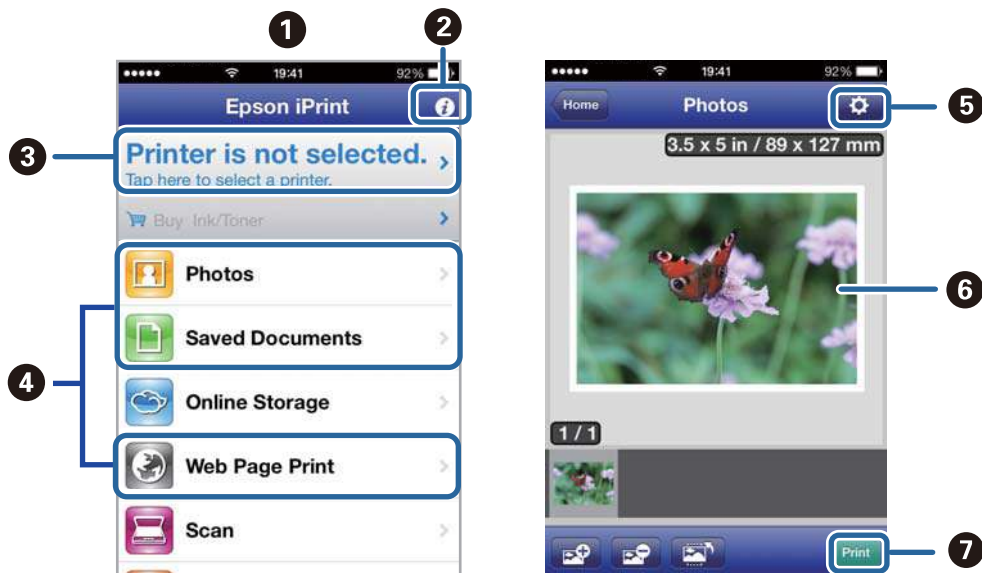 1
2
19:41
92%
Epson iPrint
i
3
Printer is not selected.
Tap here to select a printer.
Buy Ink/Toner
Photos
Saved Documents
4
Online Storage
Web Page Print
Scan
19:41
92%
Home
Photos
5
3.5 x 5 in / 89 x 127 mm
6
1 / 1
Print
7